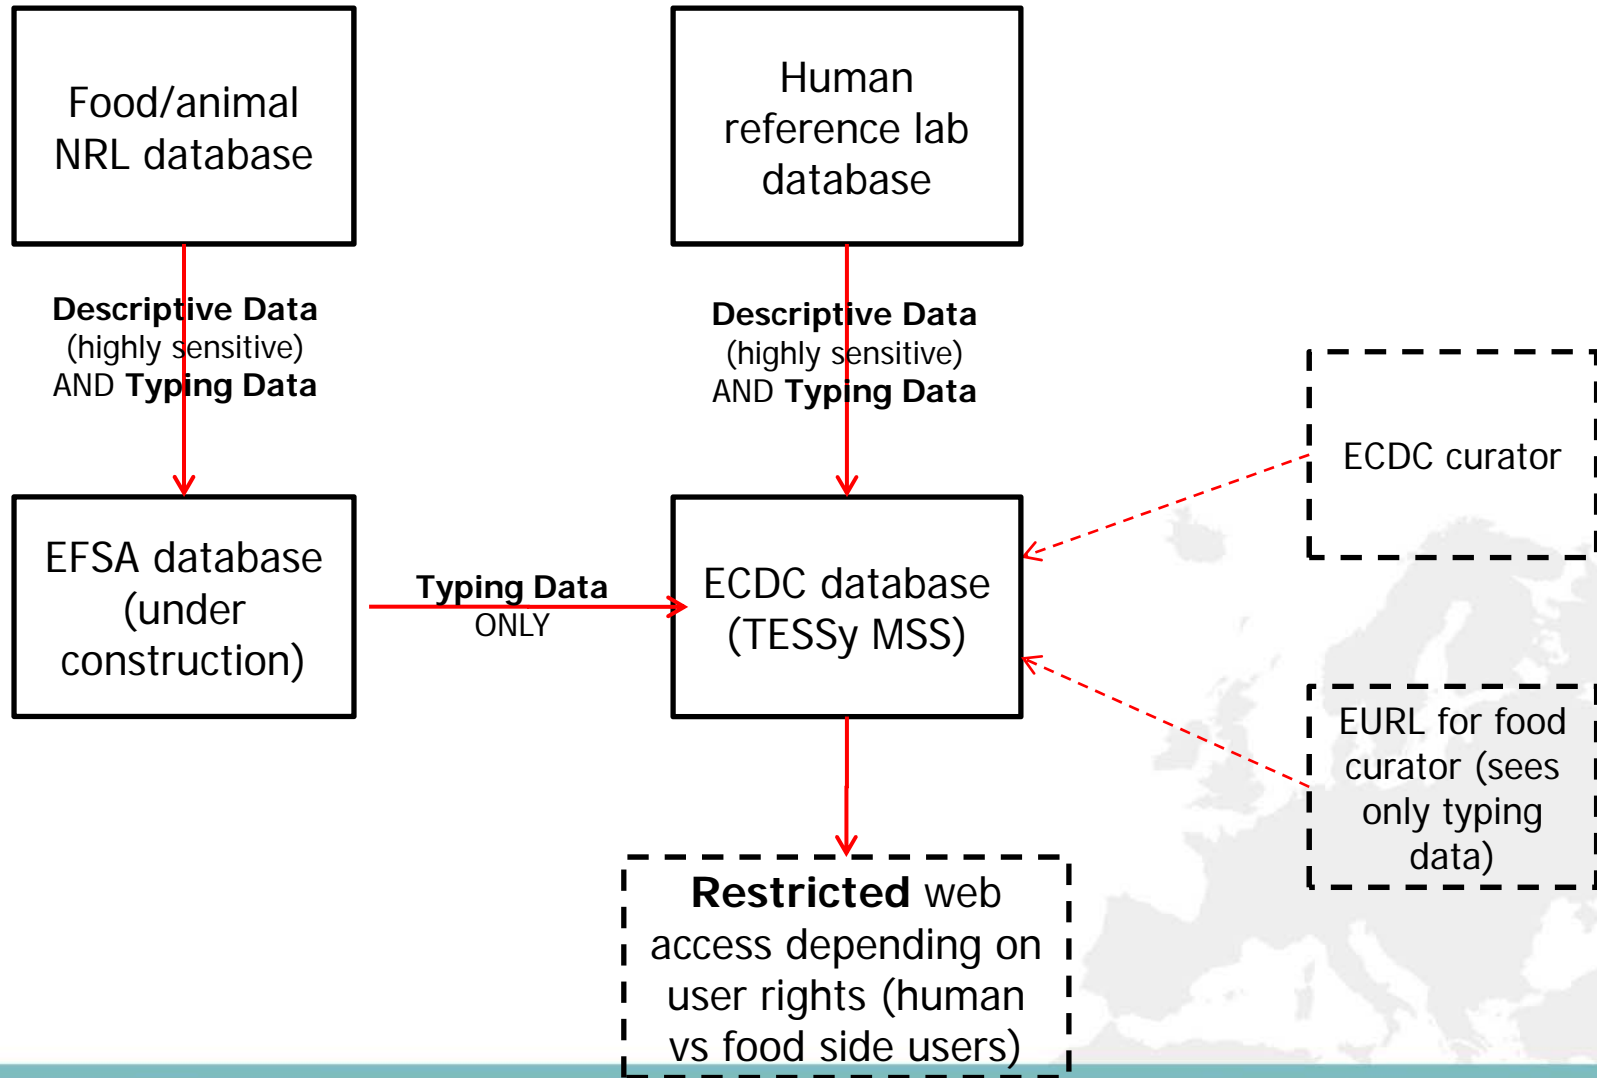 Food/animal
NRL database
Human
reference lab
database
Descriptive Data
(highly sensitive)
AND Typing Data
Descriptive Data
(highly sensitive)
AND Typing Data
ECDC curator
EFSA database
(under
construction)
Typing Data
ONLY
ECDC database
(TESSy MSS)
EURL for food
curator (sees
only typing
data)
Restricted web
access depending on
user rights (human
vs food side users)